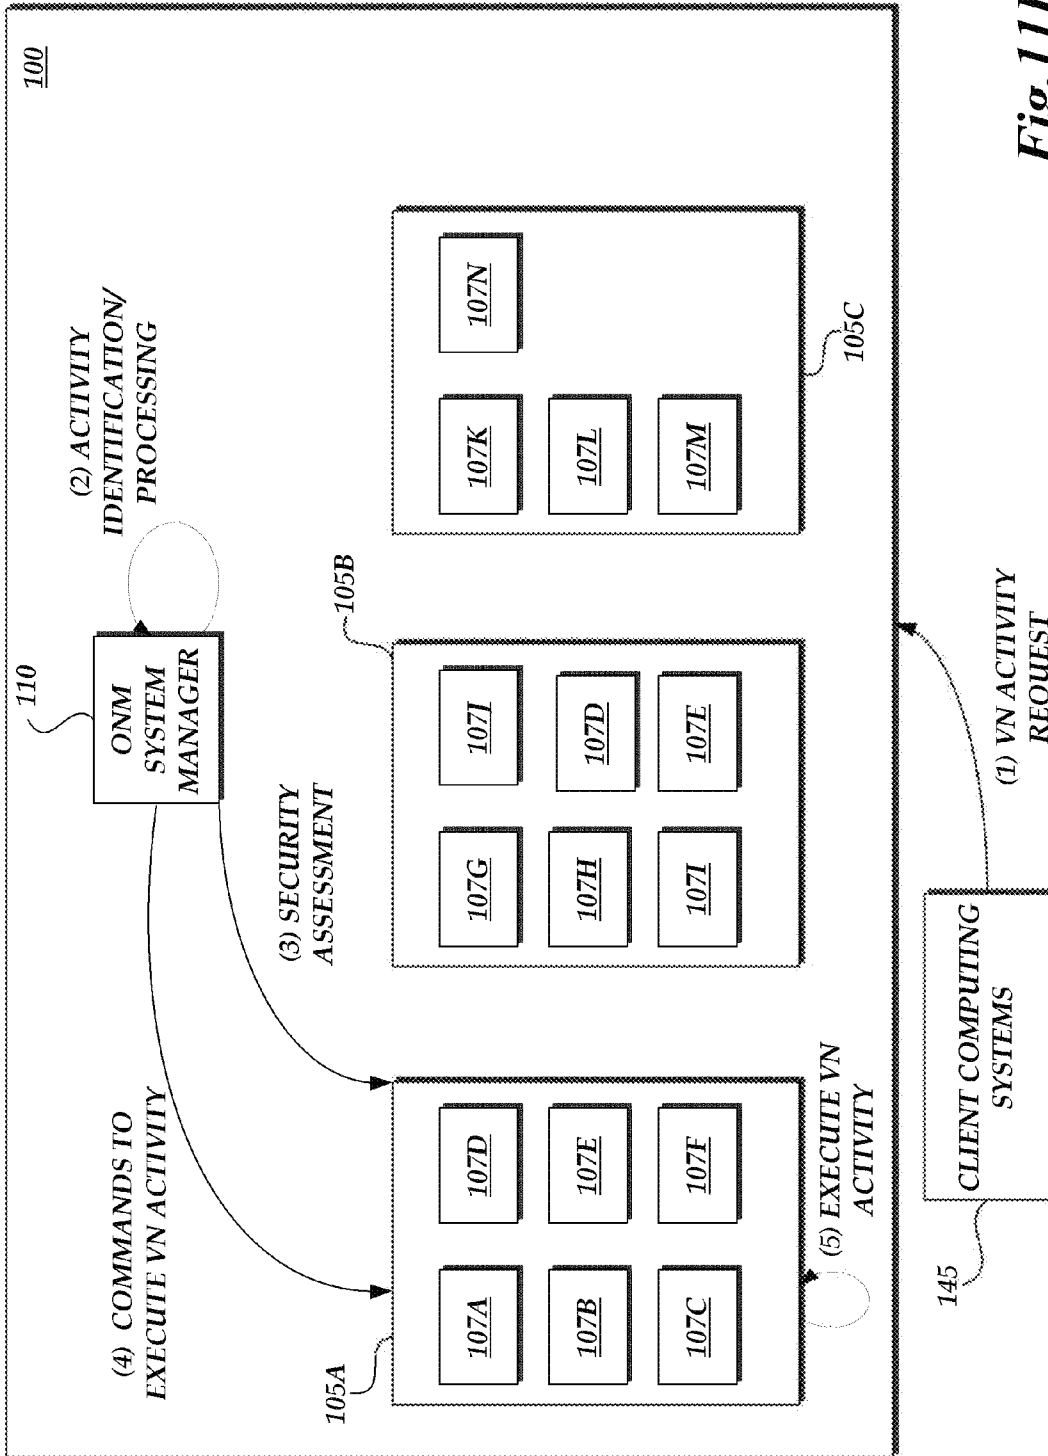 110
100
ONM
SYSTEM
MANAGER
(2) ACTIVITY
IDENTIFICATION/
PROCESSING
(4) COMMANDS TO
EXECUTE VN ACTIVITY
(3) SECURITY
ASSESSMENT
105A
105B
107A
107D
107B
107E
107C
107F
107G
107J
107H
107D
107I
107E
107K
107N
107L
107M
105C
(5) EXECUTE VN
ACTIVITY
145
CLIENT COMPUTING
SYSTEMS
(1) VN ACTIVITY
REQUEST
Fig.